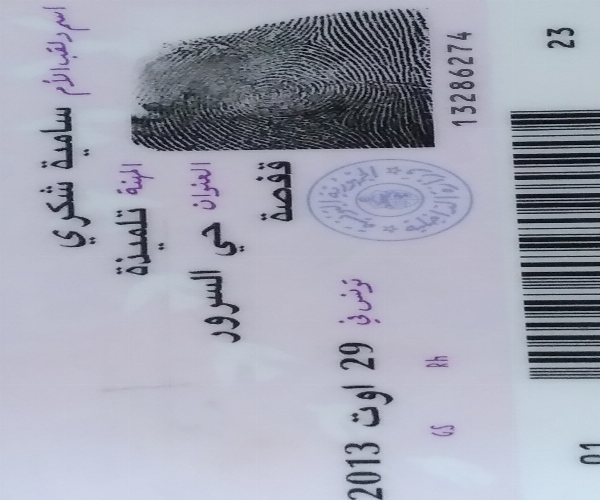 اسم ولقب الأم سامية شكري
المهنة تلميذة
العنوان حي السرور
قفصة
تونس في 29 اوت 2013
GS Rh
13286274
23
01